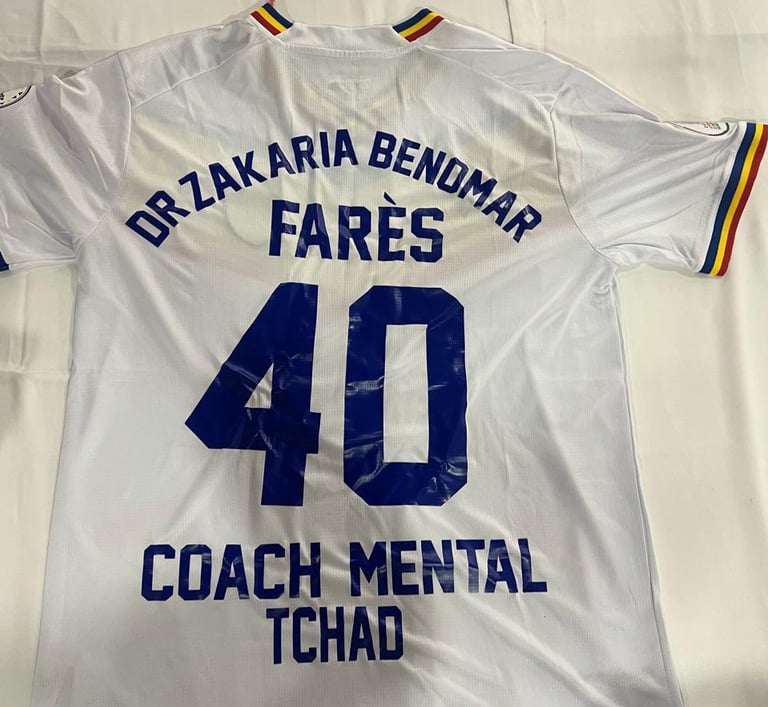 DR ZAKARIA BENOMAR
FARÈS
40
COACH MENTAL
TCHAD